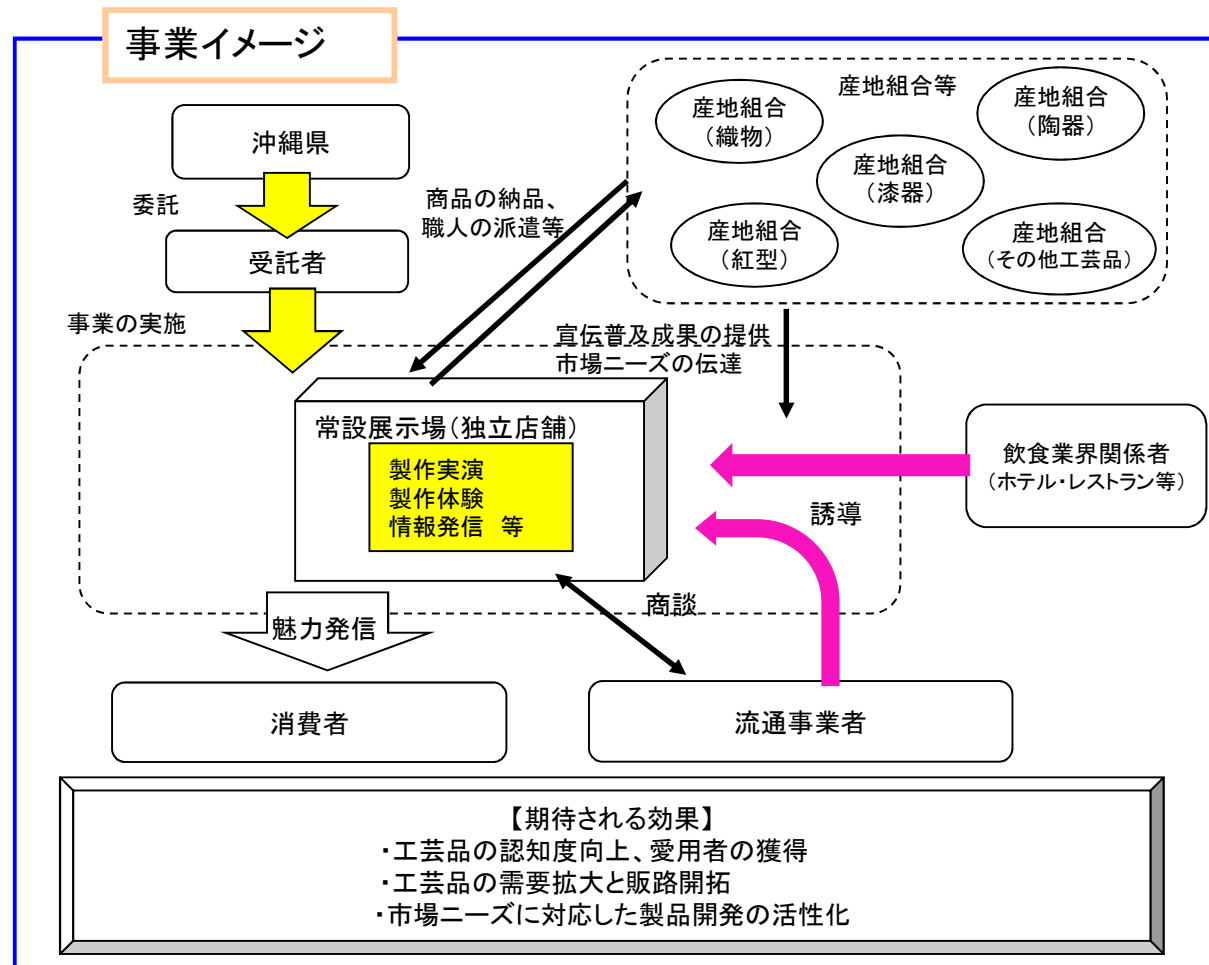 事業イメージ
沖縄県
委託
受託者
事業の実施
産地組合等
産地組合
（織物）
産地組合
（陶器）
産地組合
（漆器）
産地組合
（紅型）
産地組合
（その他工芸品）
商品の納品、
職人の派遣等
宣伝普及成果の提供
市場ニーズの伝達
常設展示場（独立店舗）
製作実演
製作体験
情報発信　等
飲食業界関係者
（ホテル・レストラン等）
誘導
商談
魅力発信
消費者
流通事業者
【期待される効果】
・工芸品の認知度向上、愛用者の獲得
・工芸品の需要拡大と販路開拓
・市場ニーズに対応した製品開発の活性化